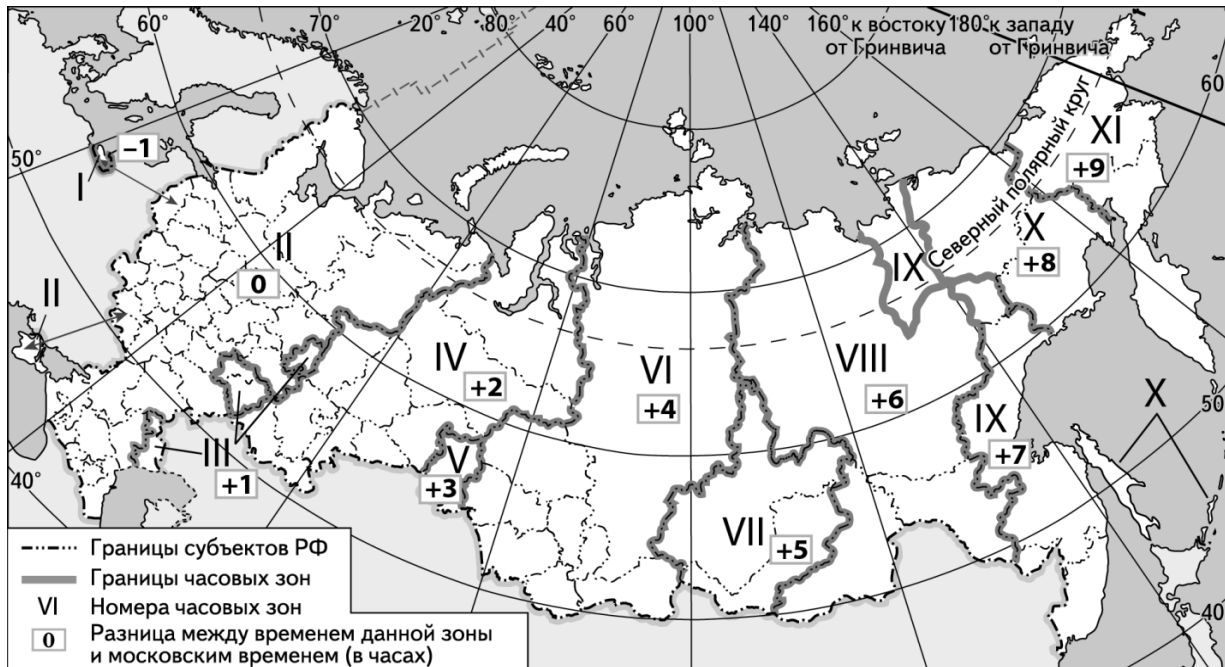 60°
70°
20°
80°
40°
100°
140°
160° к востоку
от Гринвича
180° к западу
от Гринвича
60°
50°
40°
50°
40°
Северный полярный круг
I
–1
II
0
II
III
+1
IV
+2
V
+3
VI
+4
VII
+5
VIII
+6
IX
IX
+7
X
+8
X
XI
+9
Границы субъектов РФ
Границы часовых зон
VI Номера часовых зон
0 Разница между временем данной зоны
и московским временем (в часах)